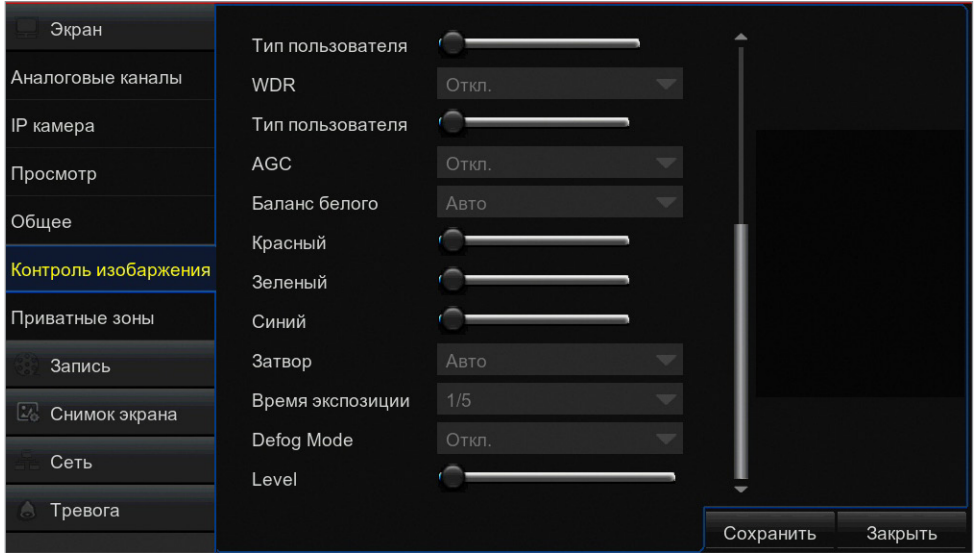 Экран
Аналоговые каналы
IP камера
Просмотр
Общее
Контроль изобаржения
Приватные зоны
Запись
Снимок экрана
Сеть
Тревога
Тип пользователя
WDR Откл.
Тип пользователя
AGC Откл.
Баланс белого Авто
Красный
Зеленый
Синий
Затвор Авто
Время экспозиции 1/5
Defog Mode Откл.
Level
Сохранить Закрыть